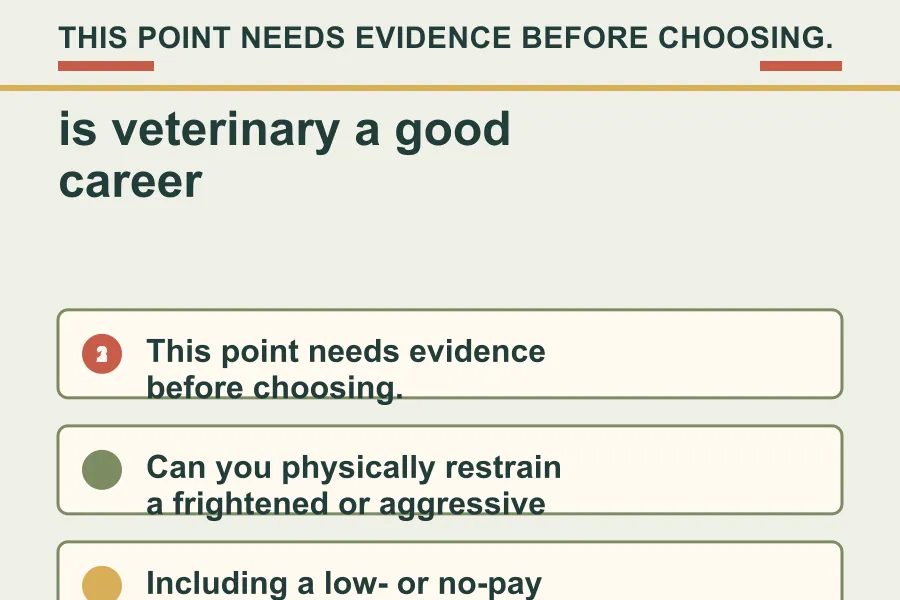 THIS POINT NEEDS EVIDENCE BEFORE CHOOSING.
is veterinary a good
career
This point needs evidence
before choosing.
Can you physically restrain
a frightened or aggressive
Including a low- or no-pay